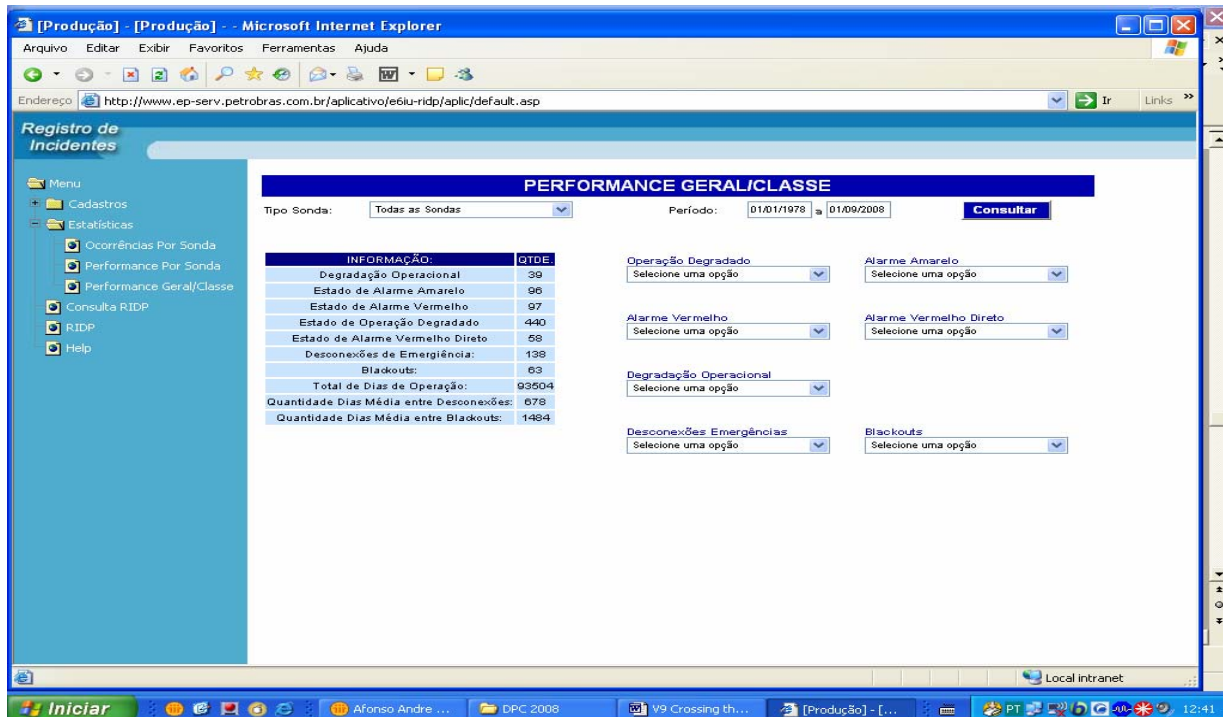 [Produção] - [Produção] - - Microsoft Internet Explorer
Arquivo Editar Exibir Favoritos Ferramentas Ajuda
Endereço http://www.ep-serv.petrobras.com.br/aplicativo/e6iu-ridp/aplic/default.asp Ir Links »
Registro de
Incidentes
Menu
Cadastros
Estatísticas
Ocorrências Por Sonda
Performance Por Sonda
Performance Geral/Classe
Consulta RIDP
RIDP
Help
PERFORMANCE GERAL/CLASSE
Tipo Sonda: Todas as Sondas Período: 01/01/1978 a 01/09/2008 Consultar
INFORMAÇÃO: QTDE.
Degradação Operacional 39
Estado de Alarme Amarelo 96
Estado de Alarme Vermelho 97
Estado de Operação Degradado 440
Estado de Alarme Vermelho Direto 58
Desconexões de Emergiência: 138
Blackouts: 63
Total de Dias de Operação: 93504
Quantidade Dias Média entre Desconexões: 678
Quantidade Dias Média entre Blackouts: 1484
Operação Degradado Alarme Amarelo
Selecione uma opção Selecione uma opção
Alarme Vermelho Alarme Vermelho Direto
Selecione uma opção Selecione uma opção
Degradação Operacional
Selecione uma opção
Desconexões Emergências Blackouts
Selecione uma opção Selecione uma opção
Local intranet
Iniciar Afonso Andre ... DPC 2008 V9 Crossing th... [Produção] - [... PT 12:41